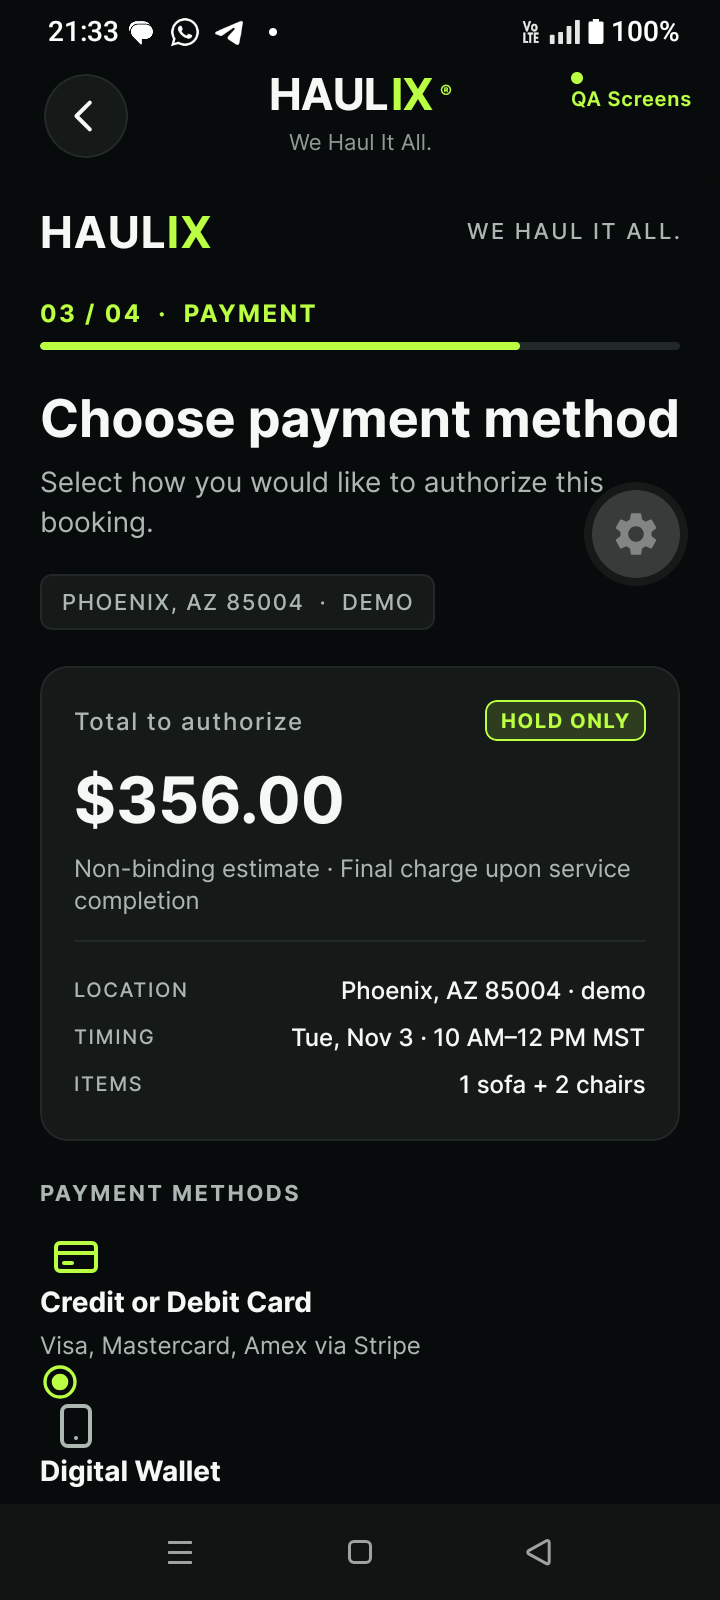 21:33
Vo LTE
100%
HAULIX ®
QA Screens
We Haul It All.
HAULIX
WE HAUL IT ALL.
03 / 04 · PAYMENT
Choose payment method
Select how you would like to authorize this
booking.
PHOENIX, AZ 85004 · DEMO
Total to authorize
HOLD ONLY
$356.00
Non-binding estimate · Final charge upon service
completion
LOCATION
Phoenix, AZ 85004 · demo
TIMING
Tue, Nov 3 · 10 AM–12 PM MST
ITEMS
1 sofa + 2 chairs
PAYMENT METHODS
Credit or Debit Card
Visa, Mastercard, Amex via Stripe
Digital Wallet